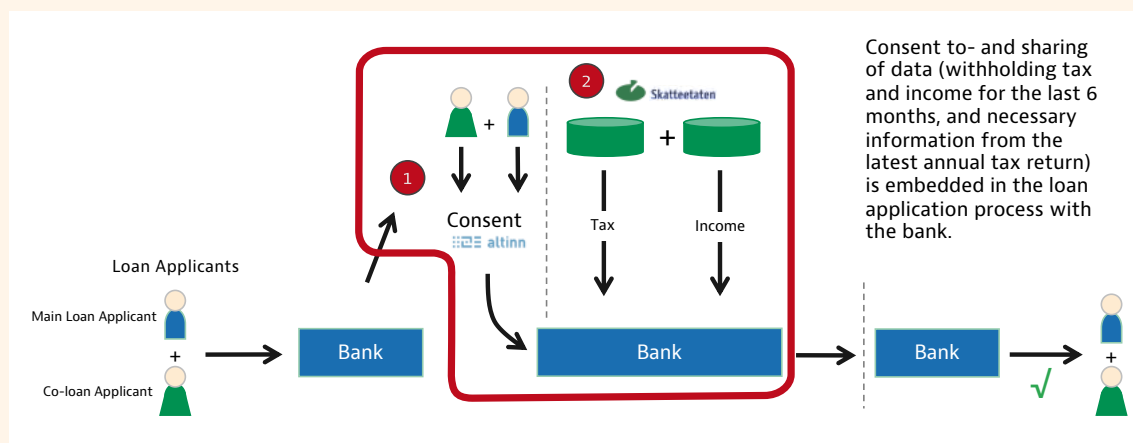 Consent to- and sharing
of data (withholding tax
and income for the last 6
months, and necessary
information from the
latest annual tax return)
is embedded in the loan
application process with
the bank.
2
Skatteetaten
+
+
1
Consent
altinn
Tax
Income
Loan Applicants
Main Loan Applicant
+
Co-loan Applicant
Bank
Bank
Bank
√
+